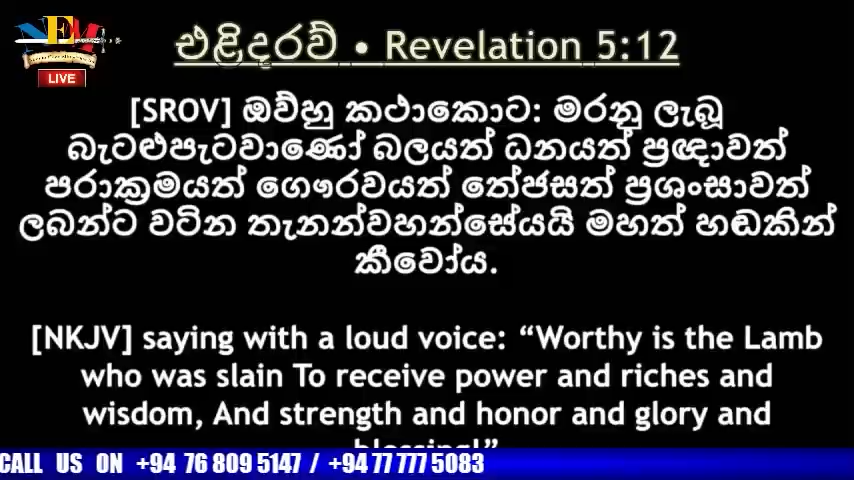 NEM
LIVE
එළිදරව් • Revelation 5:12
[SROV] ඔව්හු කථාකොට: මරනු ලැබූ
බැටළුපැටවාණෝ බලයත් ධනයත් ප්‍රඥාවත්
පරාක්‍රමයත් ගෞරවයත් තේජසත් ප්‍රශංසාවත්
ලබන්ට වටින තැනන්වහන්සේයයි මහත් හඬකින්
කීවෝය.
[NKJV] saying with a loud voice: “Worthy is the Lamb
who was slain To receive power and riches and
wisdom, And strength and honor and glory and
blessing!”
CALL US ON +94 76 809 5147 / +94 77 777 5083